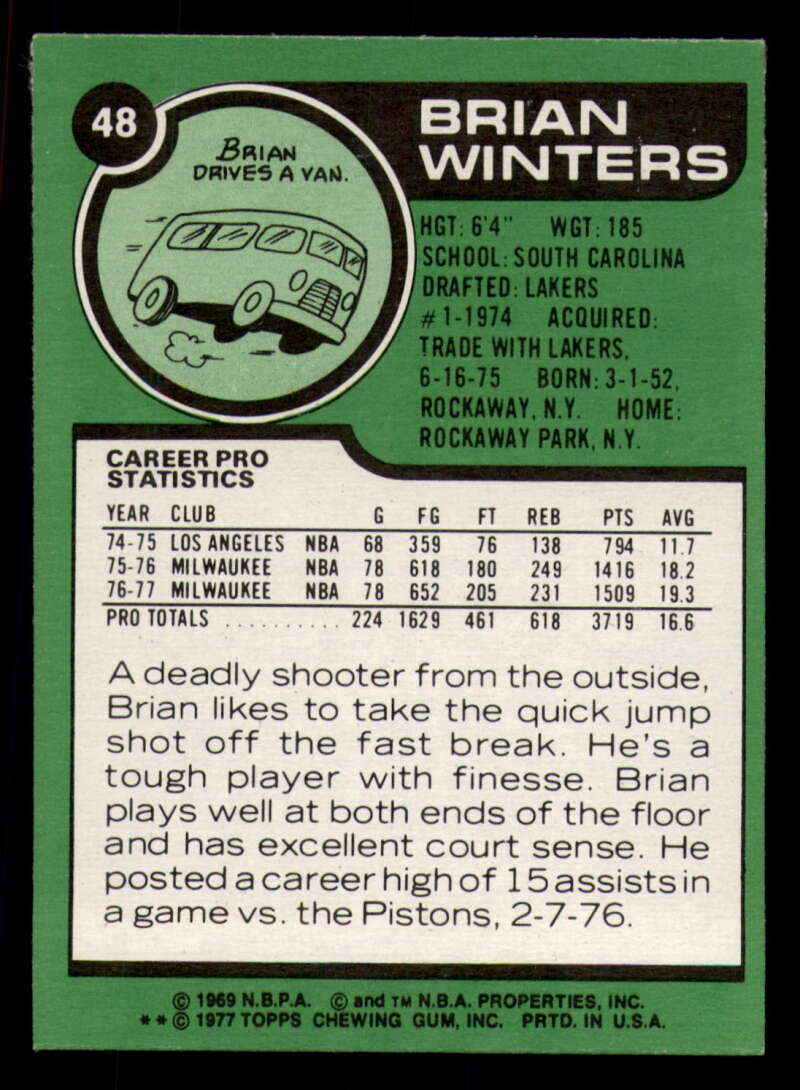 48
BRIAN
DRIVES A VAN.
BRIAN
WINTERS
HGT: 6'4" WGT: 185
SCHOOL: SOUTH CAROLINA
DRAFTED: LAKERS
#1-1974 ACQUIRED:
TRADE WITH LAKERS,
6-16-75 BORN: 3-1-52,
ROCKAWAY, N.Y. HOME:
ROCKAWAY PARK, N.Y.
CAREER PRO
STATISTICS
YEAR CLUB G FG FT REB PTS AVG
74-75 LOS ANGELES NBA 68 359 76 138 794 11.7
75-76 MILWAUKEE NBA 78 618 180 249 1416 18.2
76-77 MILWAUKEE NBA 78 652 205 231 1509 19.3
PRO TOTALS .......... 224 1629 461 618 3719 16.6
A deadly shooter from the outside,
Brian likes to take the quick jump
shot off the fast break. He's a
tough player with finesse. Brian
plays well at both ends of the floor
and has excellent court sense. He
posted a career high of 15 assists in
a game vs. the Pistons, 2-7-76.
© 1969 N.B.P.A. © and TM N.B.A. PROPERTIES, INC.
**© 1977 TOPPS CHEWING GUM, INC. PRTD. IN U.S.A.